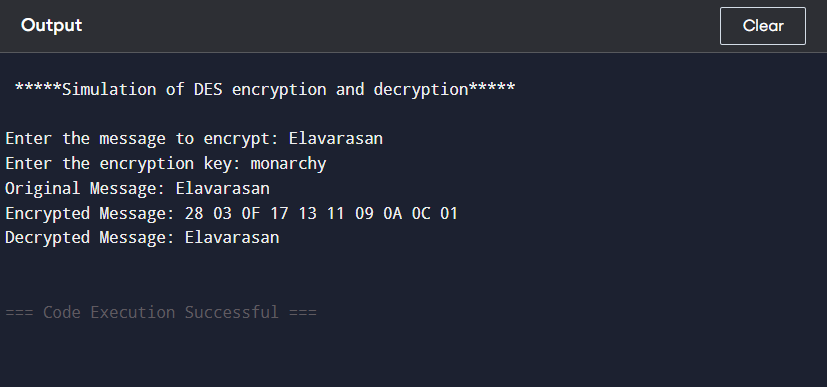 Output
Clear
*****Simulation of DES encryption and decryption*****
Enter the message to encrypt: Elavarasan
Enter the encryption key: monarchy
Original Message: Elavarasan
Encrypted Message: 28 03 0F 17 13 11 09 0A 0C 01
Decrypted Message: Elavarasan
=== Code Execution Successful ===